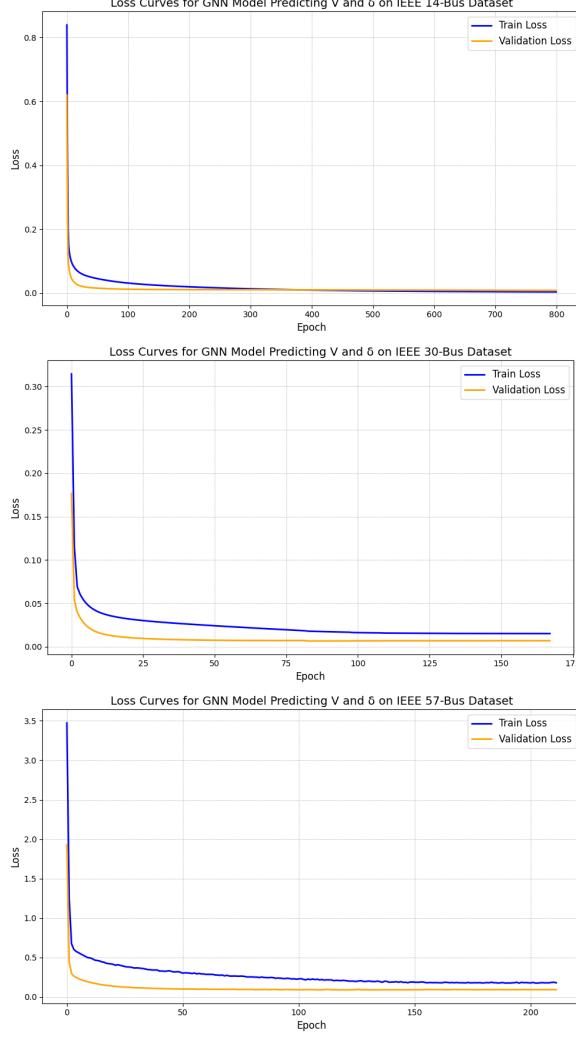 Loss Curves for GNN Model Predicting V and δ on IEEE 14-Bus Dataset
Train Loss
Validation Loss
0.8
0.6
0.4
0.2
0.0
Loss
0 100 200 300 400 500 600 700 800
Epoch
Loss Curves for GNN Model Predicting V and δ on IEEE 30-Bus Dataset
Train Loss
Validation Loss
0.30
0.25
0.20
0.15
0.10
0.05
0.00
Loss
0 25 50 75 100 125 150 17
Epoch
Loss Curves for GNN Model Predicting V and δ on IEEE 57-Bus Dataset
Train Loss
Validation Loss
3.5
3.0
2.5
2.0
1.5
1.0
0.5
0.0
Loss
0 50 100 150 200
Epoch